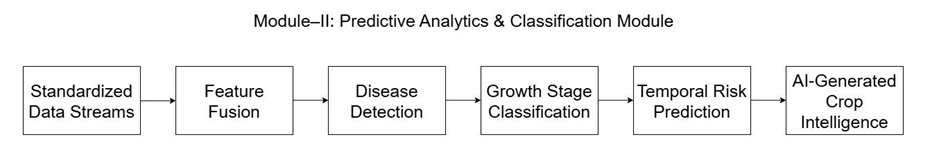 Module–II: Predictive Analytics & Classification Module
Standardized
Data Streams
Feature
Fusion
Disease
Detection
Growth Stage
Classification
Temporal Risk
Prediction
AI-Generated
Crop
Intelligence